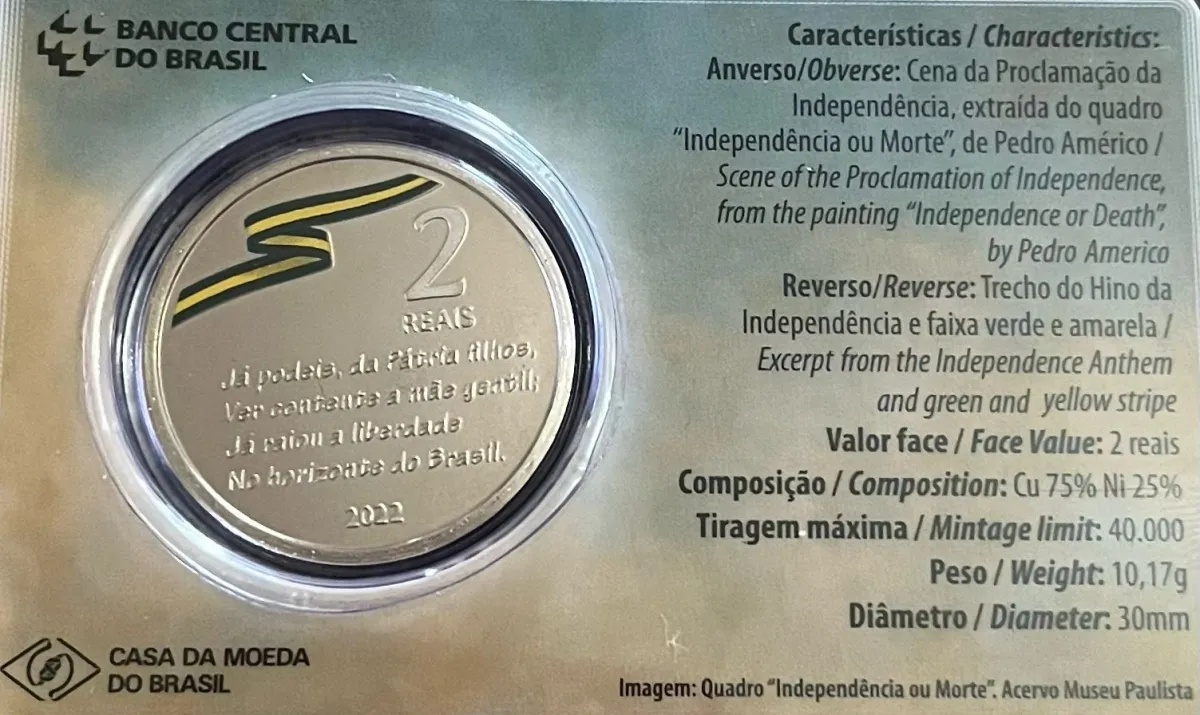 BANCO CENTRAL
DO BRASIL
2
REAIS
Já podeis, da Pátria filhos,
Ver contente a mãe gentil;
Já raiou a liberdade
No horizonte do Brasil.
2022
CASA DA MOEDA
DO BRASIL
Características / Characteristics:
Anverso/Obverse: Cena da Proclamação da
Independência, extraída do quadro
“Independência ou Morte”, de Pedro Américo /
Scene of the Proclamation of Independence,
from the painting “Independence or Death”,
by Pedro Americo
Reverso/Reverse: Trecho do Hino da
Independência e faixa verde e amarela /
Excerpt from the Independence Anthem
and green and yellow stripe
Valor face / Face Value: 2 reais
Composição / Composition: Cu 75% Ni 25%
Tiragem máxima / Mintage limit: 40.000
Peso / Weight: 10,17g
Diâmetro / Diameter: 30mm
Imagem: Quadro “Independência ou Morte”. Acervo Museu Paulista